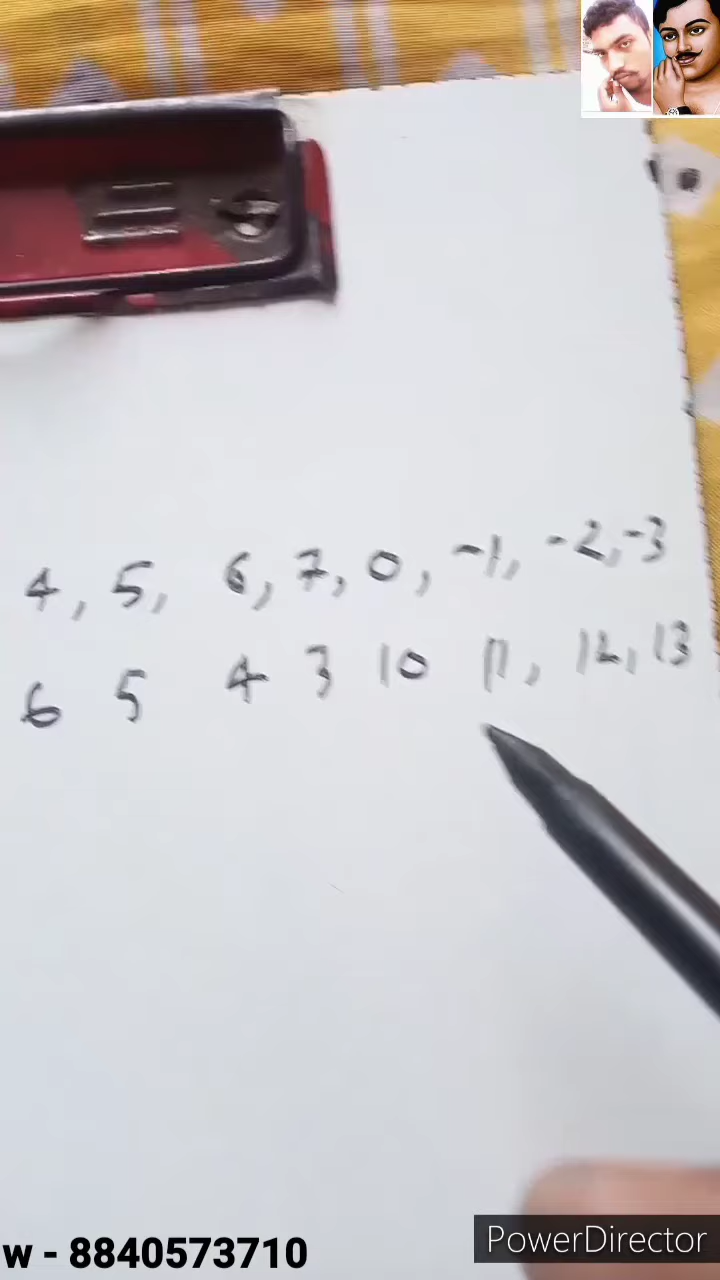 4, 5, 6, 7, 0, -1, -2, -3
6 5 4 3 10 11, 12, 13
w - 8840573710
PowerDirector